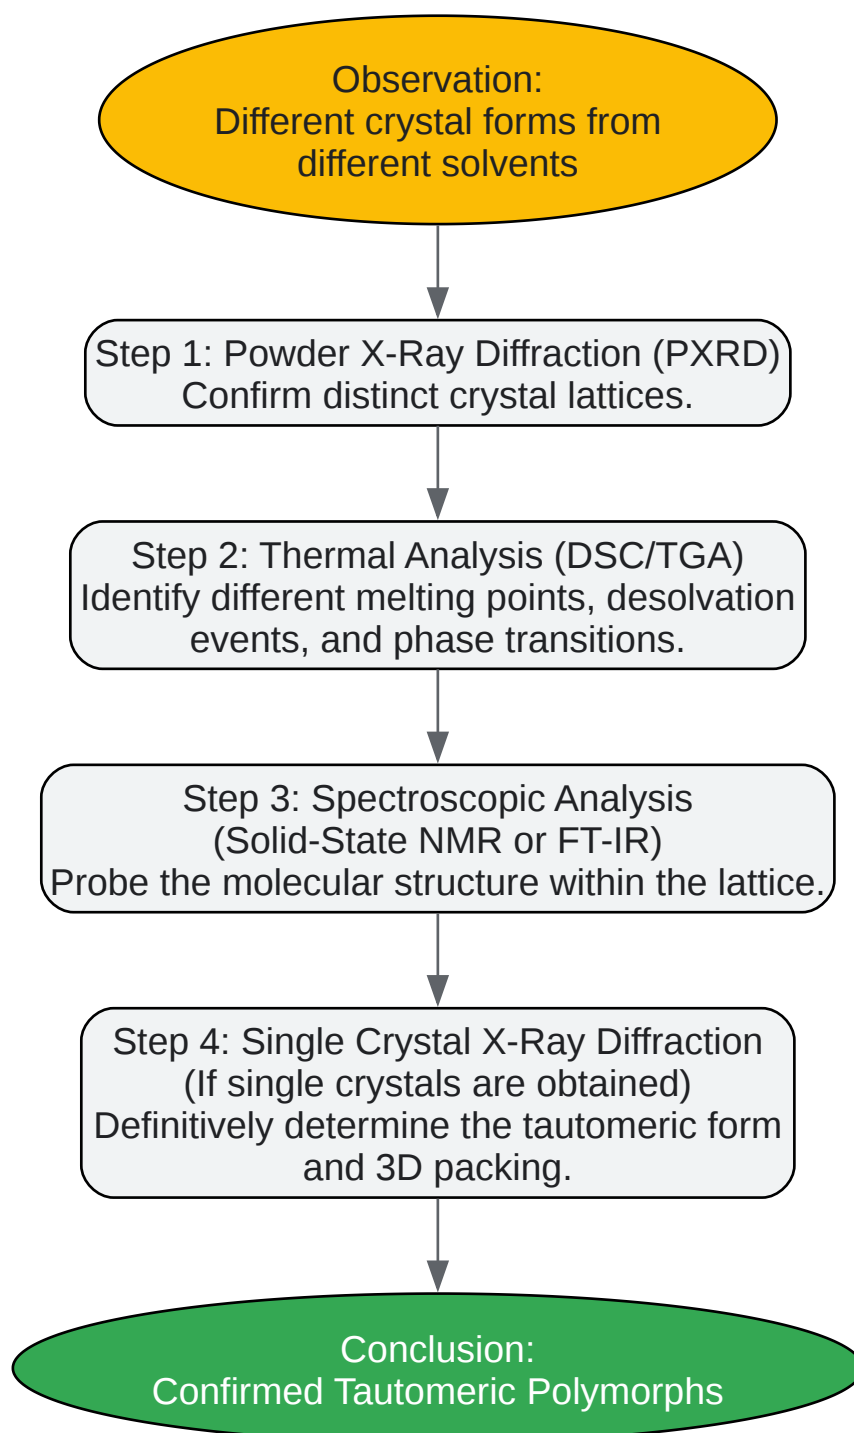 Observation:
Different crystal forms from
different solvents
Step 1: Powder X-Ray Diffraction (PXRD)
Confirm distinct crystal lattices.
Step 2: Thermal Analysis (DSC/TGA)
Identify different melting points, desolvation
events, and phase transitions.
Step 3: Spectroscopic Analysis
(Solid-State NMR or FT-IR)
Probe the molecular structure within the lattice.
Step 4: Single Crystal X-Ray Diffraction
(If single crystals are obtained)
Definitively determine the tautomeric form
and 3D packing.
Conclusion:
Confirmed Tautomeric Polymorphs